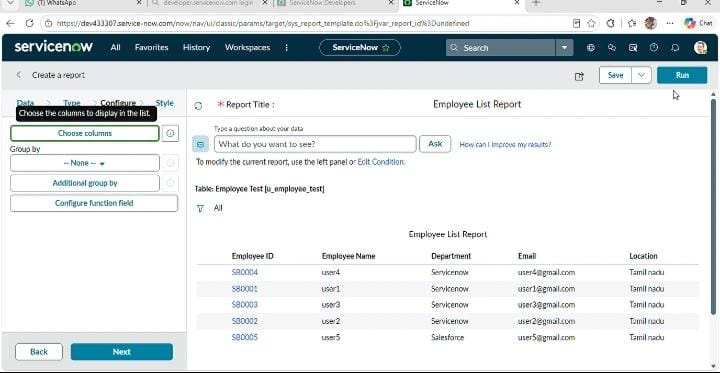 (1) WhatsApp
developer.servicenow.com login
ServiceNow Developers
ServiceNow
https://dev433307.service-now.com/now/nav/ui/classic/params/target/sys_report_template.do%3Fjvar_report_id%3Dundefined
Chat
servicenow All Favorites History Workspaces ServiceNow Search
Create a report Save Run
Data Type Configure Style
Choose the columns to display in the list.
Choose columns
Group by
-- None --
Additional group by
Configure function field
Back Next
* Report Title : Employee List Report
Type a question about your data
What do you want to see? Ask How can I improve my results?
To modify the current report, use the left panel or Edit Condition.
Table: Employee Test [u_employee_test]
All
Employee List Report
Employee ID Employee Name Department Email Location
SB0004 user4 Servicenow user4@gmail.com Tamil nadu
SB0001 user1 Servicenow user1@gmail.com Tamil nadu
SB0003 user3 Servicenow user3@gmail.com Tamil nadu
SB0002 user2 Servicenow user2@gmail.com Tamil nadu
SB0005 user5 Salesforce user5@gmail.com Tamil nadu